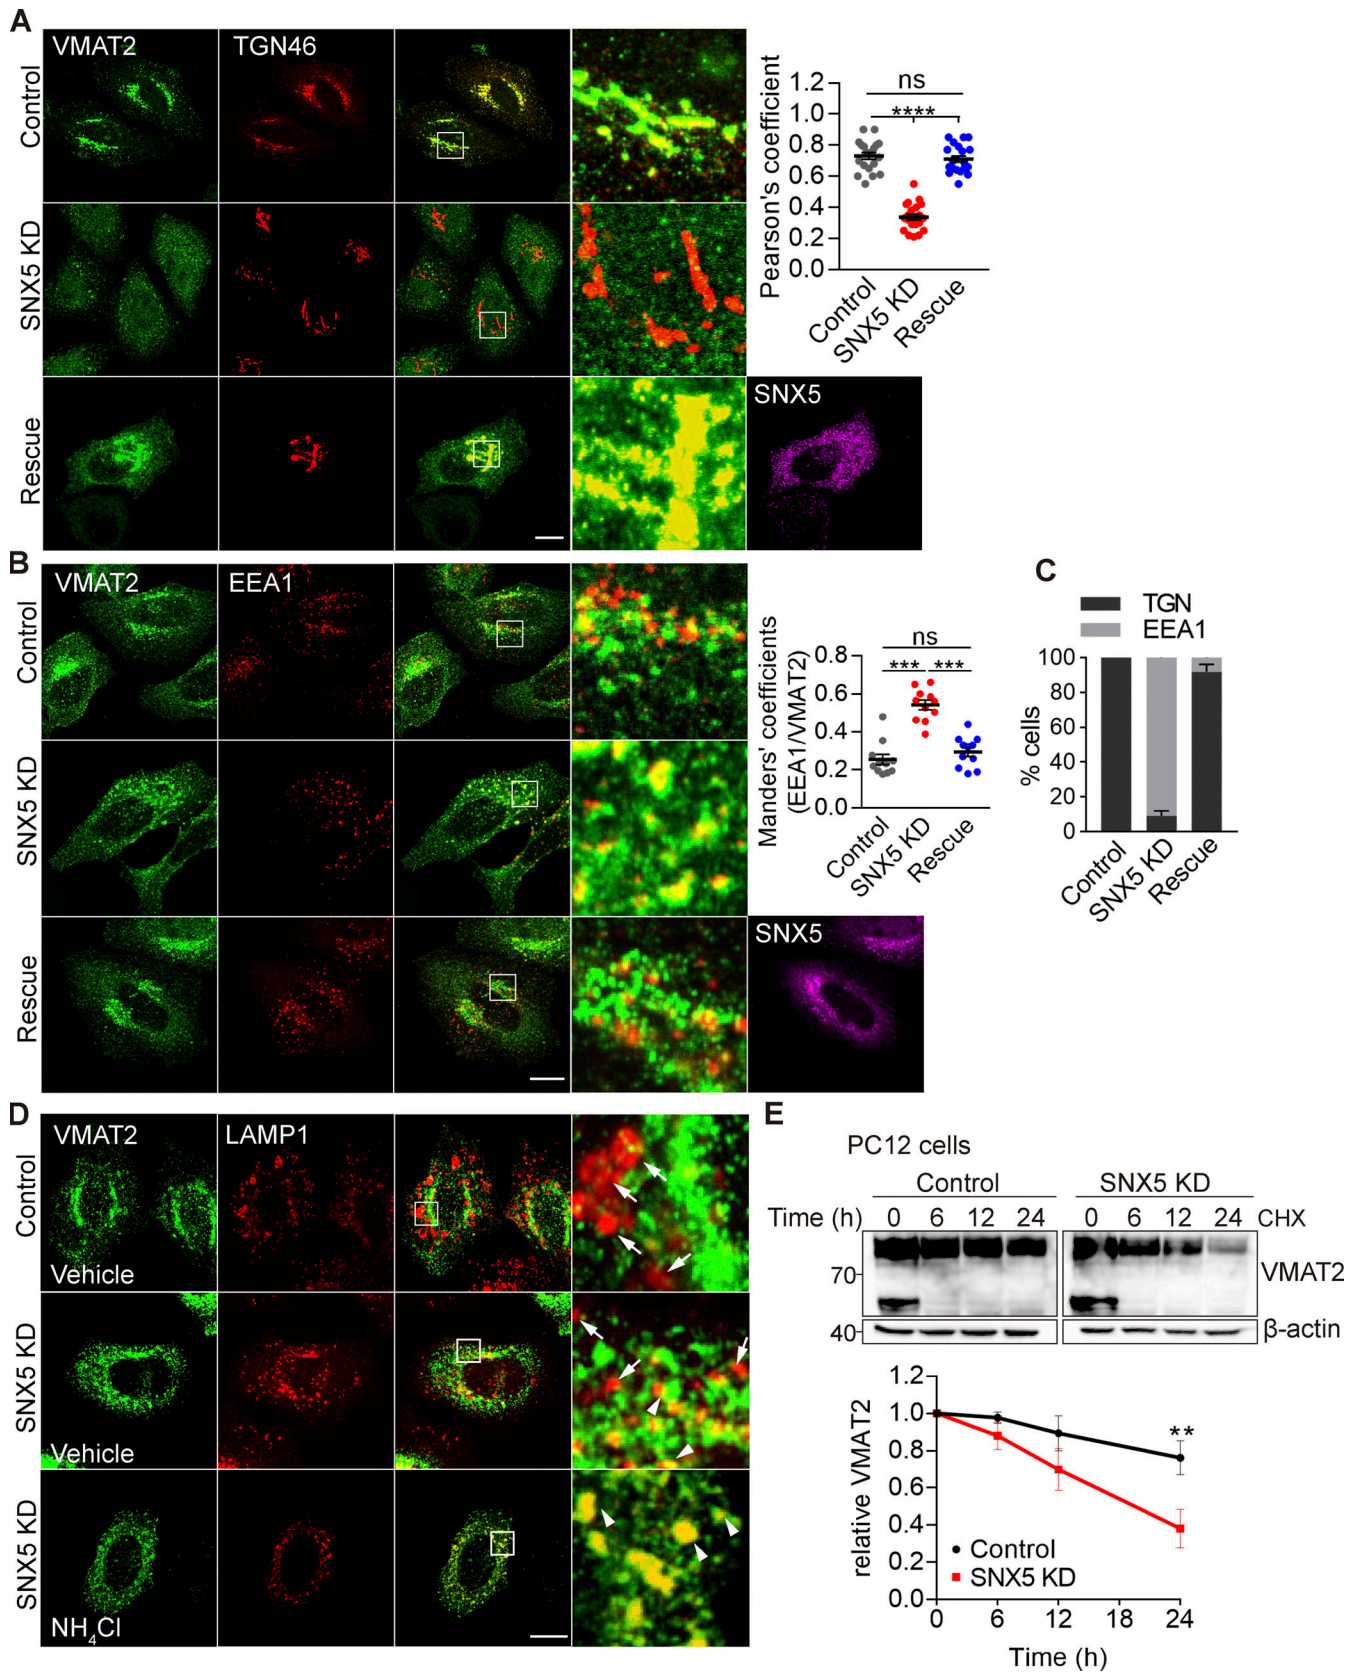 A
VMAT2
TGN46
Control
SNX5 KD
Rescue
SNX5
Pearson's coefficient
1.2
1.0
0.8
0.6
0.4
0.2
0.0
ns
****
Control
SNX5 KD
Rescue
B
VMAT2
EEA1
Control
SNX5 KD
Rescue
SNX5
Manders' coefficients
(EEA1/VMAT2)
0.8
0.6
0.4
0.2
0.0
ns
*** ***
Control
SNX5 KD
Rescue
C
TGN
EEA1
% cells
100
80
60
40
20
0
Control
SNX5 KD
Rescue
D
VMAT2
LAMP1
Control
Vehicle
SNX5 KD
Vehicle
SNX5 KD
NH₄Cl
E
PC12 cells
Control SNX5 KD
Time (h) 0 6 12 24 0 6 12 24 CHX
70
VMAT2
40
β-actin
relative VMAT2
1.2
1.0
0.8
0.6
0.4
0.2
0.0
**
Control
SNX5 KD
0 6 12 18 24
Time (h)